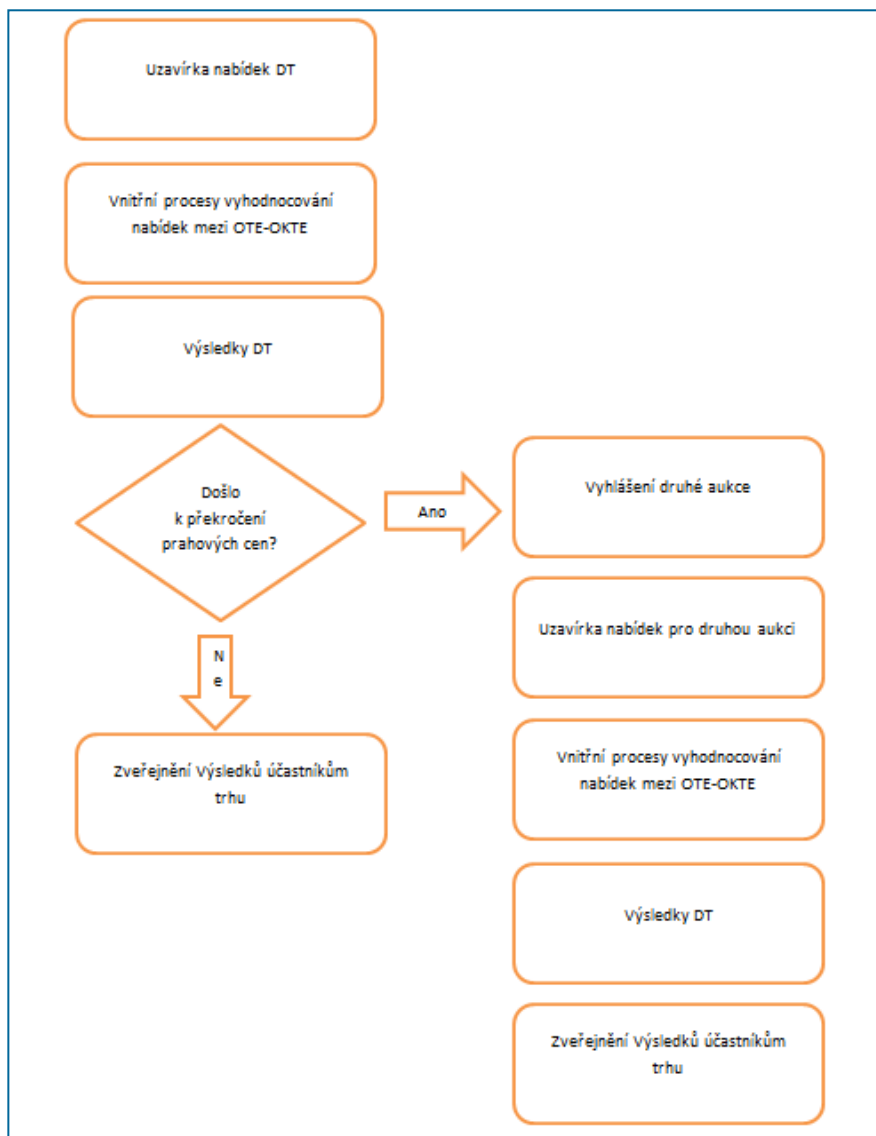 Uzavírka nabídek DT
Vnitřní procesy vyhodnocování
nabídek mezi OTE-OKTE
Výsledky DT
Došlo
k překročení
prahových cen?
Ano
N
e
Zveřejnění Výsledků účastníkům
trhu
Vyhlášení druhé aukce
Uzavírka nabídek pro druhou aukci
Vnitřní procesy vyhodnocování
nabídek mezi OTE-OKTE
Výsledky DT
Zveřejnění Výsledků účastníkům
trhu